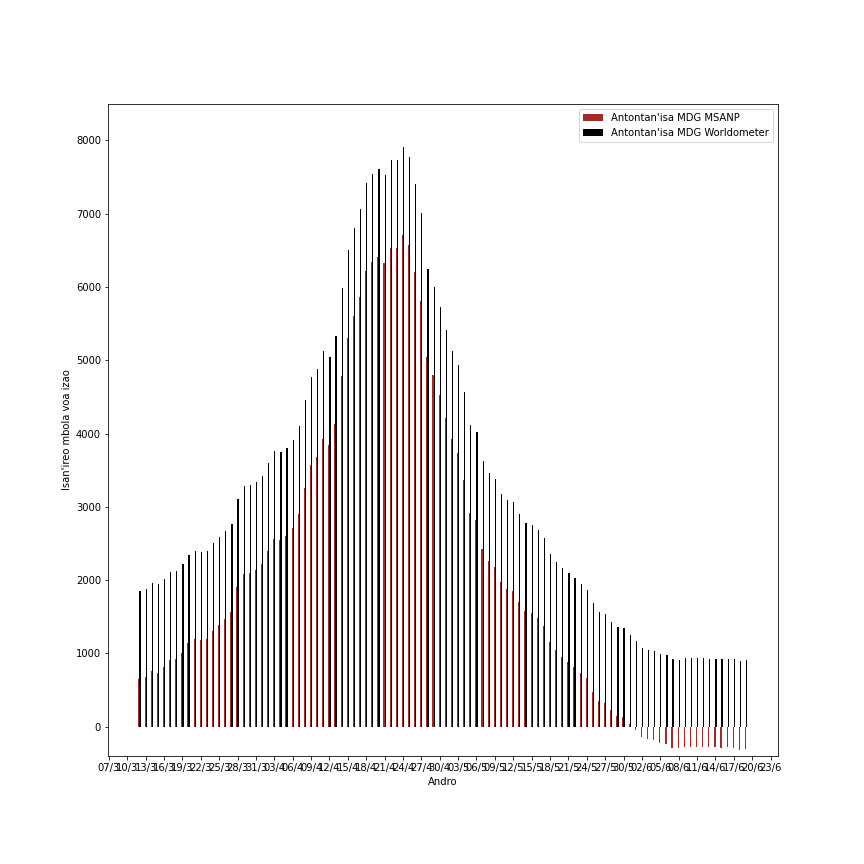 Antontan'isa MDG MSANP
Antontan'isa MDG Worldometer
8000
7000
6000
5000
4000
3000
2000
1000
0
Isan'ireo mbola voa izao
07/3 10/3 13/3 16/3 19/3 22/3 25/3 28/3 31/3 03/4 06/4 09/4 12/4 15/4 18/4 21/4 24/4 27/4 30/4 03/5 06/5 09/5 12/5 15/5 18/5 21/5 24/5 27/5 30/5 02/6 05/6 08/6 11/6 14/6 17/6 20/6 23/6
Andro